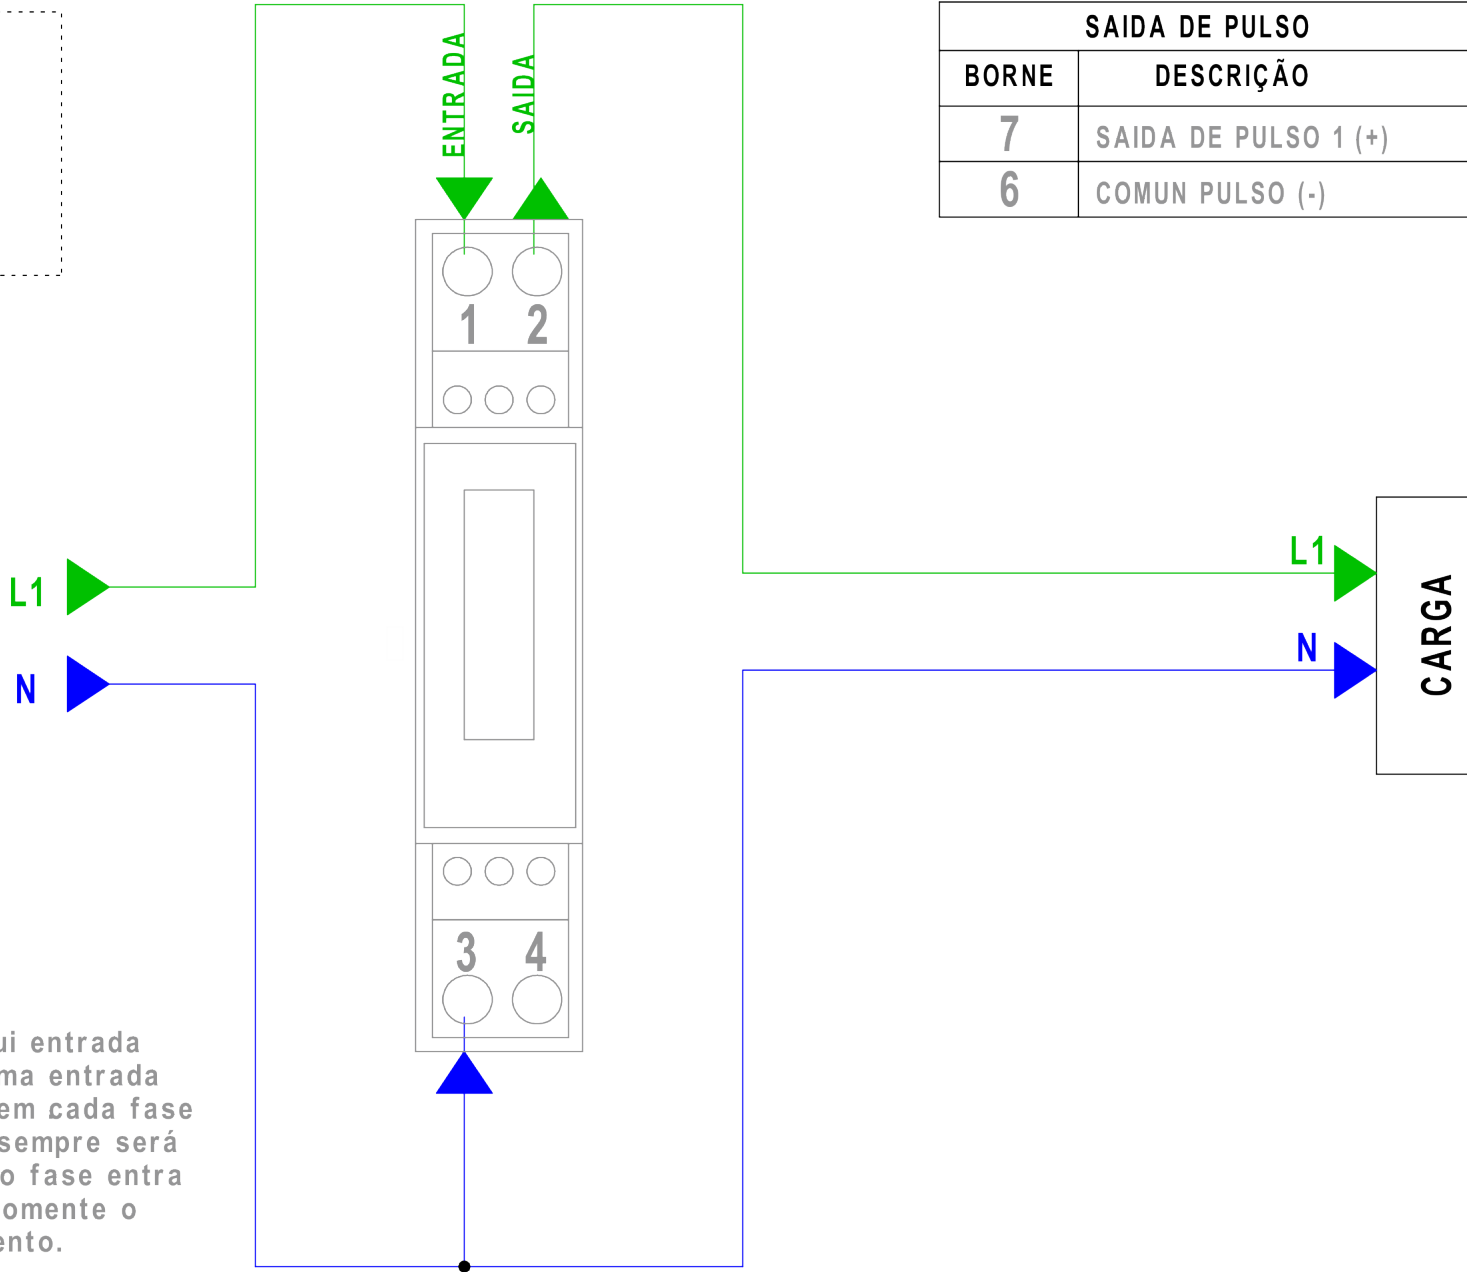 SAIDA DE PULSO
BORNE DESCRIÇÃO
7 SAIDA DE PULSO 1 (+)
6 COMUN PULSO (-)
ENTRADA
SAIDA
1 2
L1
N
L1
N
CARGA
3 4
ui entrada
ma entrada
em cada fase
sempre será
o fase entra
omente o
ento.